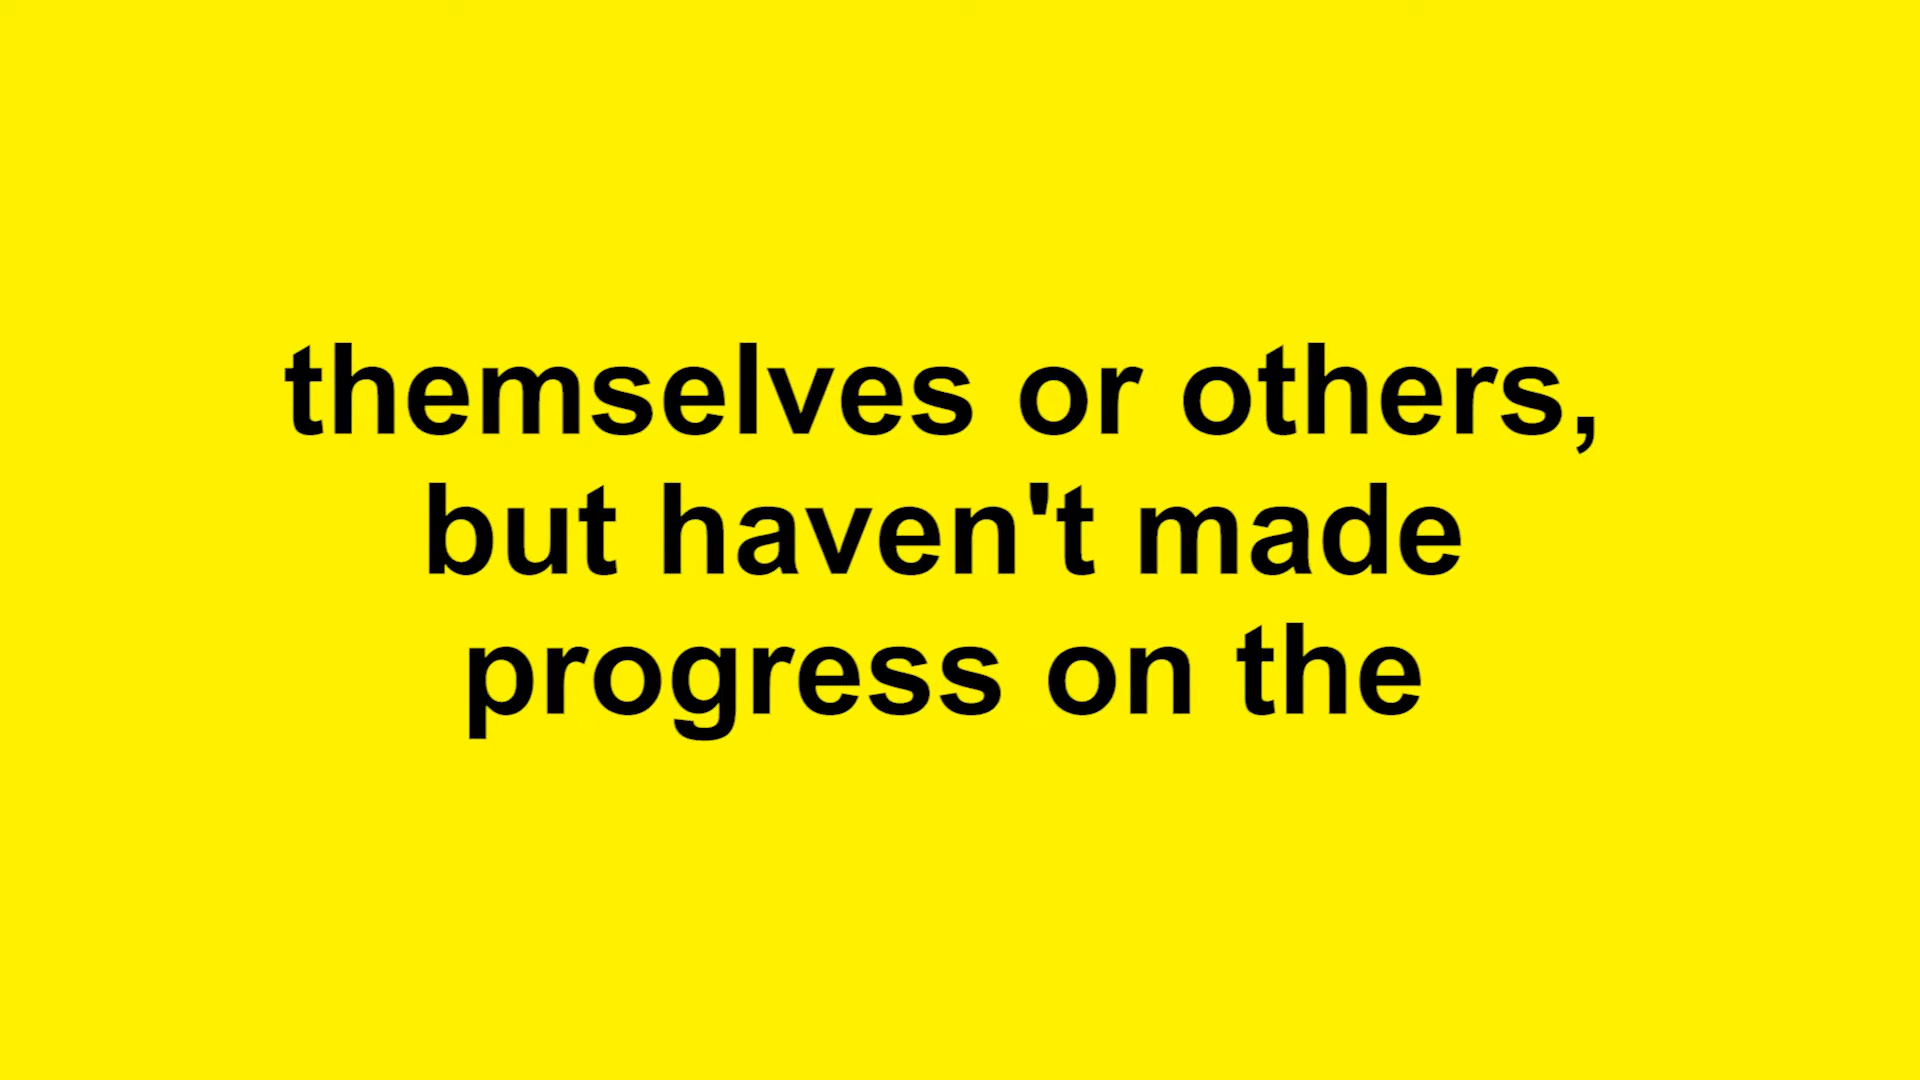 themselves or others,
but haven't made
progress on the